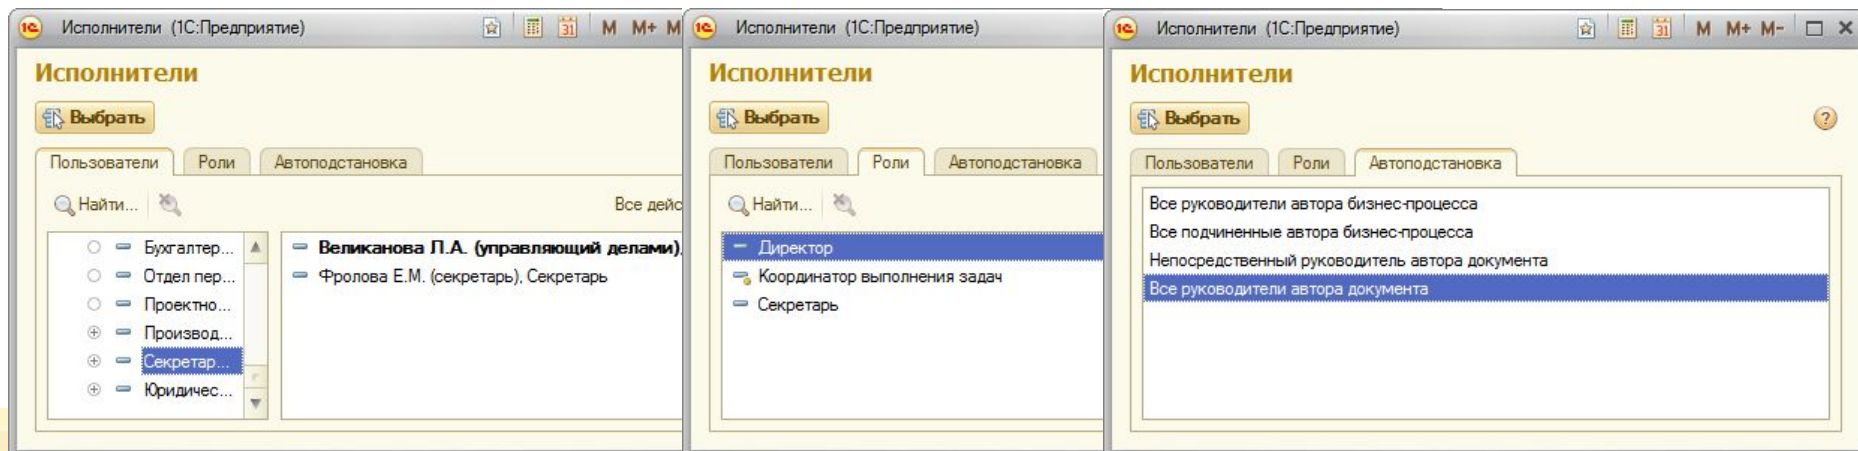 Исполнители (1С:Предприятие)
31 M M+ M
Исполнители
Выбрать
Пользователи Роли Автоподстановка
Найти... Все дейс
Бухгалтер...
Отдел пер...
Проектно...
Производ...
Секретар...
Юридичес...
Великанова Л.А. (управляющий делами),
Фролова Е.М. (секретарь), Секретарь
Исполнители (1С:Предприятие)
Исполнители
Выбрать
Пользователи Роли Автоподстановка
Найти...
Директор
Координатор выполнения задач
Секретарь
Исполнители (1С:Предприятие)
31 M M+ M-
Исполнители
Выбрать
?
Пользователи Роли Автоподстановка
Все руководители автора бизнес-процесса
Все подчиненные автора бизнес-процесса
Непосредственный руководитель автора документа
Все руководители автора документа